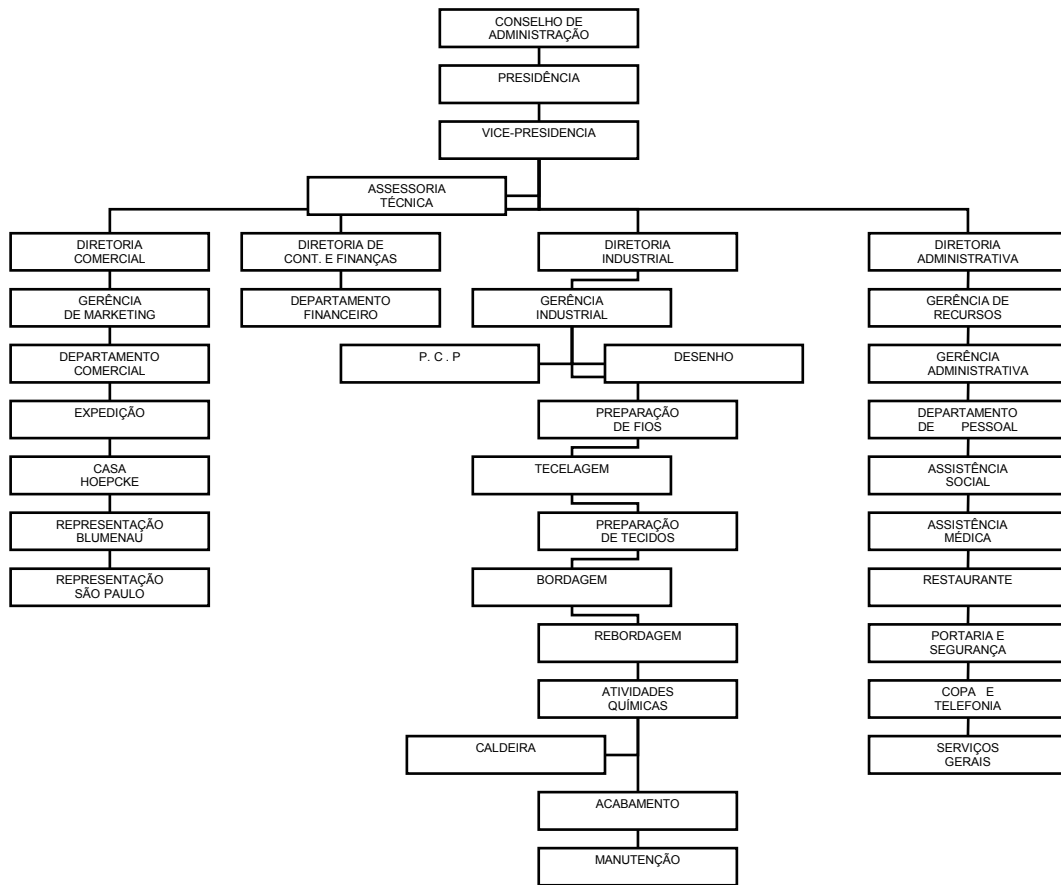 CONSELHO DE
ADMINISTRAÇÃO
PRESIDÊNCIA
VICE-PRESIDENCIA
ASSESSORIA
TÉCNICA
DIRETORIA
COMERCIAL
DIRETORIA DE
CONT. E FINANÇAS
DIRETORIA
INDUSTRIAL
DIRETORIA
ADMINISTRATIVA
GERÊNCIA
DE MARKETING
DEPARTAMENTO
FINANCEIRO
GERÊNCIA
INDUSTRIAL
GERÊNCIA DE
RECURSOS
DEPARTAMENTO
COMERCIAL
P. C . P
DESENHO
GERÊNCIA
ADMINISTRATIVA
EXPEDIÇÃO
PREPARAÇÃO
DE FIOS
DEPARTAMENTO
DE PESSOAL
CASA
HOEPCKE
TECELAGEM
ASSISTÊNCIA
SOCIAL
REPRESENTAÇÃO
BLUMENAU
PREPARAÇÃO
DE TECIDOS
ASSISTÊNCIA
MÉDICA
REPRESENTAÇÃO
SÃO PAULO
BORDAGEM
RESTAURANTE
REBORDAGEM
PORTARIA E
SEGURANÇA
ATIVIDADES
QUÍMICAS
COPA E
TELEFONIA
CALDEIRA
SERVIÇOS
GERAIS
ACABAMENTO
MANUTENÇÃO